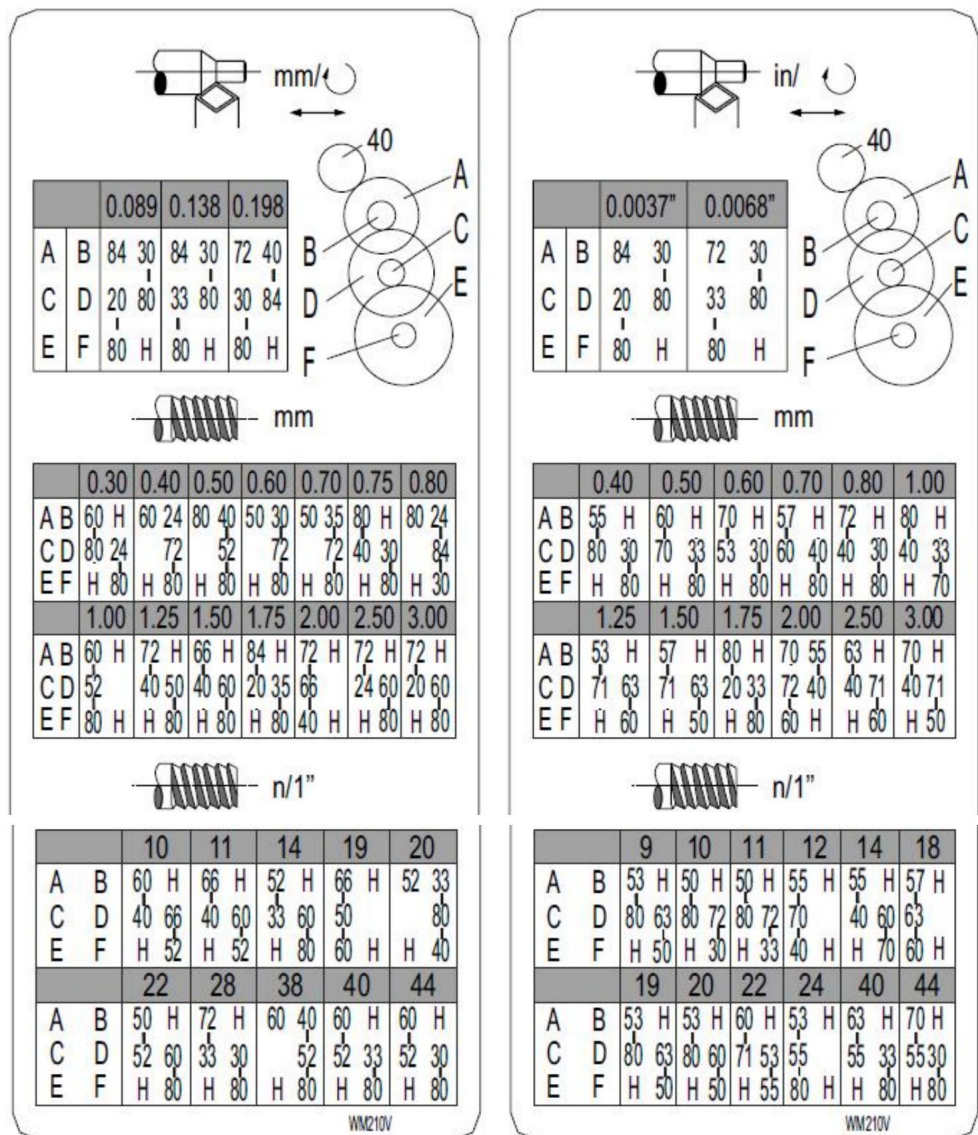 mm/
40
A
B
C
D
E
F
0.089 0.138 0.198
A B 84 30 84 30 72 40
C D 20 80 33 80 30 84
E F 80 H 80 H 80 H
mm
0.30 0.40 0.50 0.60 0.70 0.75 0.80
A B 60 H 60 24 80 40 50 30 50 35 80 H 80 24
C D 80 24 72 52 72 72 40 30 84
E F H 80 H 80 H 80 H 80 H 80 H 80 H 30
1.00 1.25 1.50 1.75 2.00 2.50 3.00
A B 60 H 72 H 66 H 84 H 72 H 72 H 72 H
C D 52 40 50 40 60 20 35 66 24 60 20 60
E F 80 H H 80 H 80 H 80 40 H H 80 H 80
n/1”
10 11 14 19 20
A B 60 H 66 H 52 H 66 H 52 33
C D 40 66 40 60 33 60 50 80
E F H 52 H 52 H 80 60 H H 40
22 28 38 40 44
A B 50 H 72 H 60 40 60 H 60 H
C D 52 60 33 30 52 52 33 52 30
E F H 80 H 80 H 80 H 80 H 80
WM210V
in/
40
A
B
C
D
E
F
0.0037” 0.0068”
A B 84 30 72 30
C D 20 80 33 80
E F 80 H 80 H
mm
0.40 0.50 0.60 0.70 0.80 1.00
A B 55 H 60 H 70 H 57 H 72 H 80 H
C D 80 30 70 33 53 30 60 40 40 30 40 33
E F H 80 H 80 H 80 H 80 H 80 H 70
1.25 1.50 1.75 2.00 2.50 3.00
A B 53 H 57 H 80 H 70 55 63 H 70 H
C D 71 63 71 63 20 33 72 40 40 71 40 71
E F H 60 H 50 H 80 60 H H 60 H 50
n/1”
9 10 11 12 14 18
A B 53 H 50 H 50 H 55 H 55 H 57 H
C D 80 63 80 72 80 72 70 40 60 63
E F H 50 H 30 H 33 40 H H 70 60 H
19 20 22 24 40 44
A B 53 H 53 H 60 H 53 H 63 H 70 H
C D 80 63 80 60 71 53 55 55 33 55 30
E F H 50 H 50 H 55 80 H H 80 H 80
WM210V